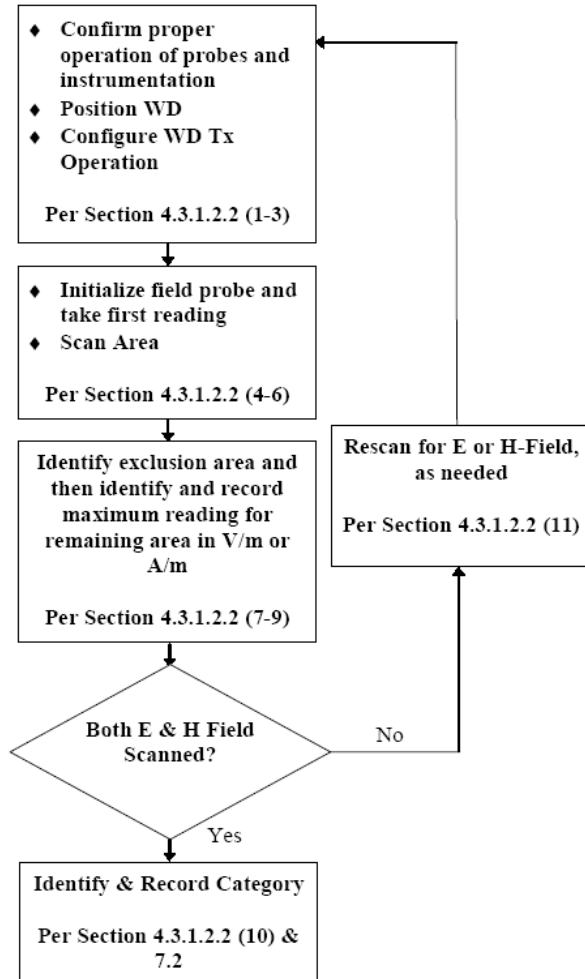 ♦ Confirm proper
operation of probes and
instrumentation
♦ Position WD
♦ Configure WD Tx
Operation
Per Section 4.3.1.2.2 (1-3)
♦ Initialize field probe and
take first reading
♦ Scan Area
Per Section 4.3.1.2.2 (4-6)
Identify exclusion area and
then identify and record
maximum reading for
remaining area in V/m or
A/m
Per Section 4.3.1.2.2 (7-9)
Rescan for E or H-Field,
as needed
Per Section 4.3.1.2.2 (11)
Both E & H Field
Scanned?
No
Yes
Identify & Record Category
Per Section 4.3.1.2.2 (10) &
7.2